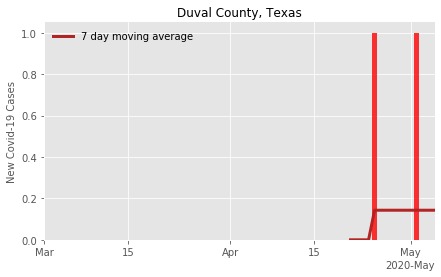 Duval County, Texas
7 day moving average
New Covid-19 Cases
1.0
0.8
0.6
0.4
0.2
0.0
Mar 15 Apr 15 May
2020-May